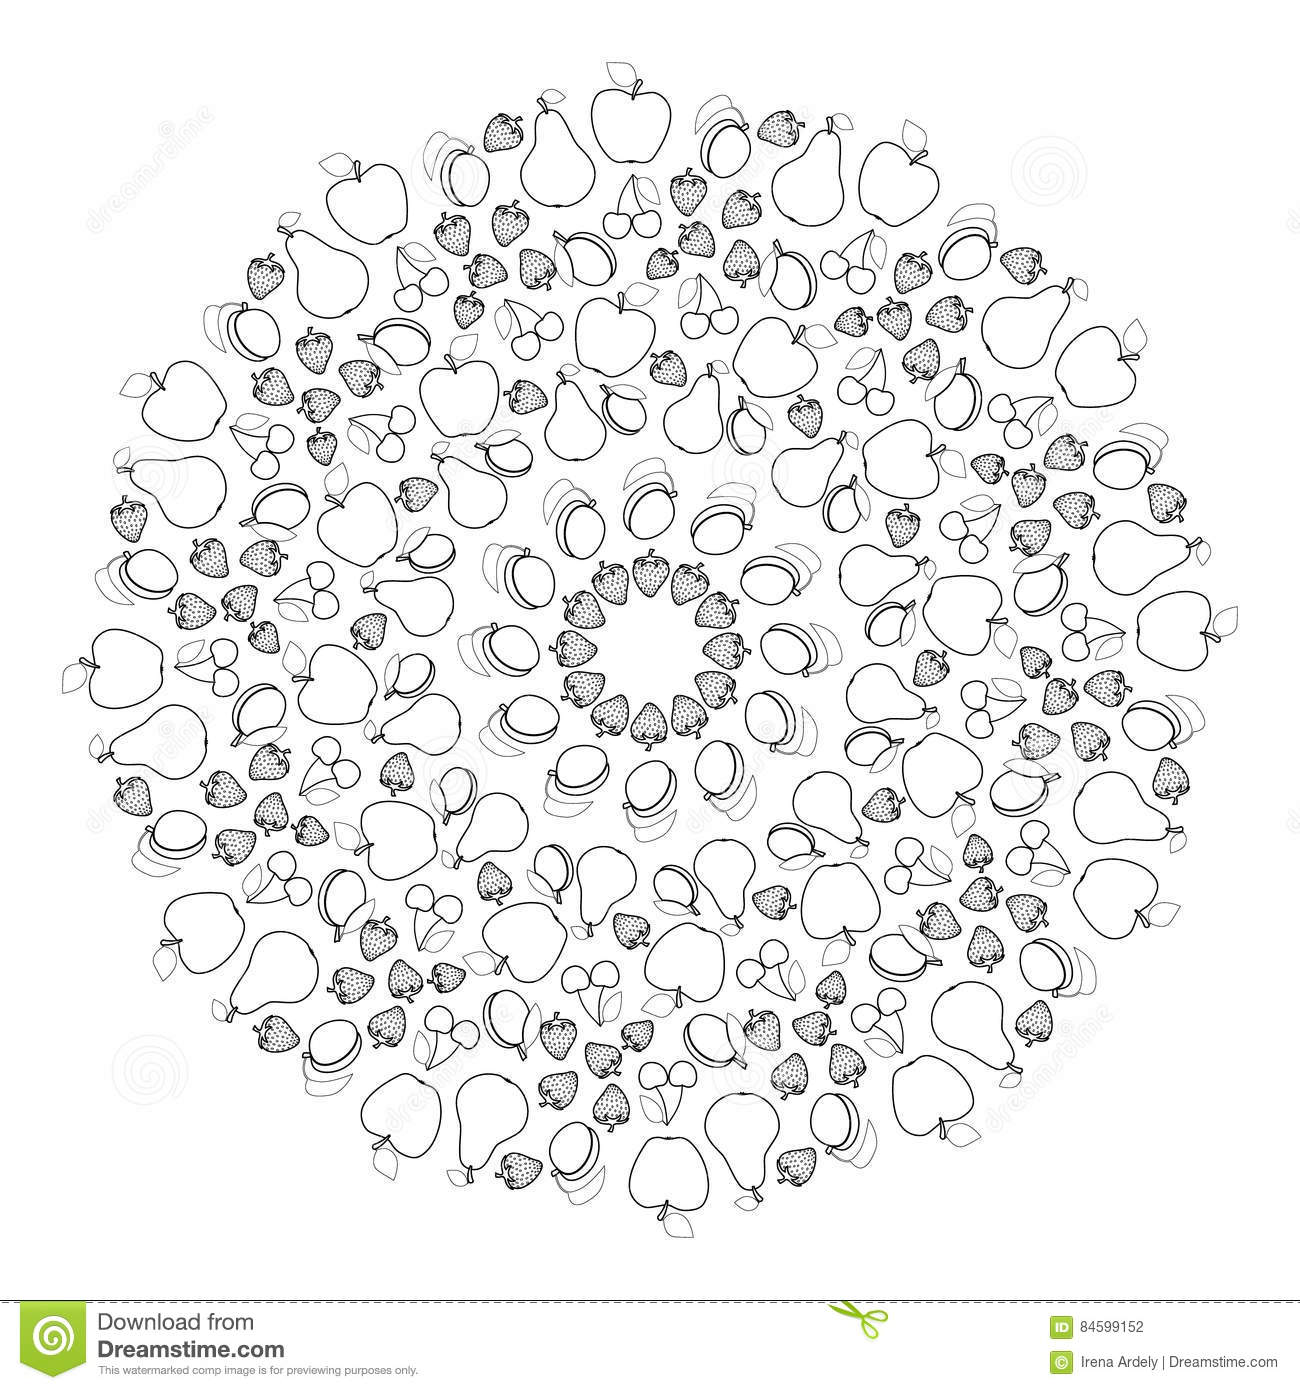 Download from
Dreamstime.com
This watermarked comp image is for previewing purposes only.
ID 84599152
© Irena Ardely | Dreamstime.com